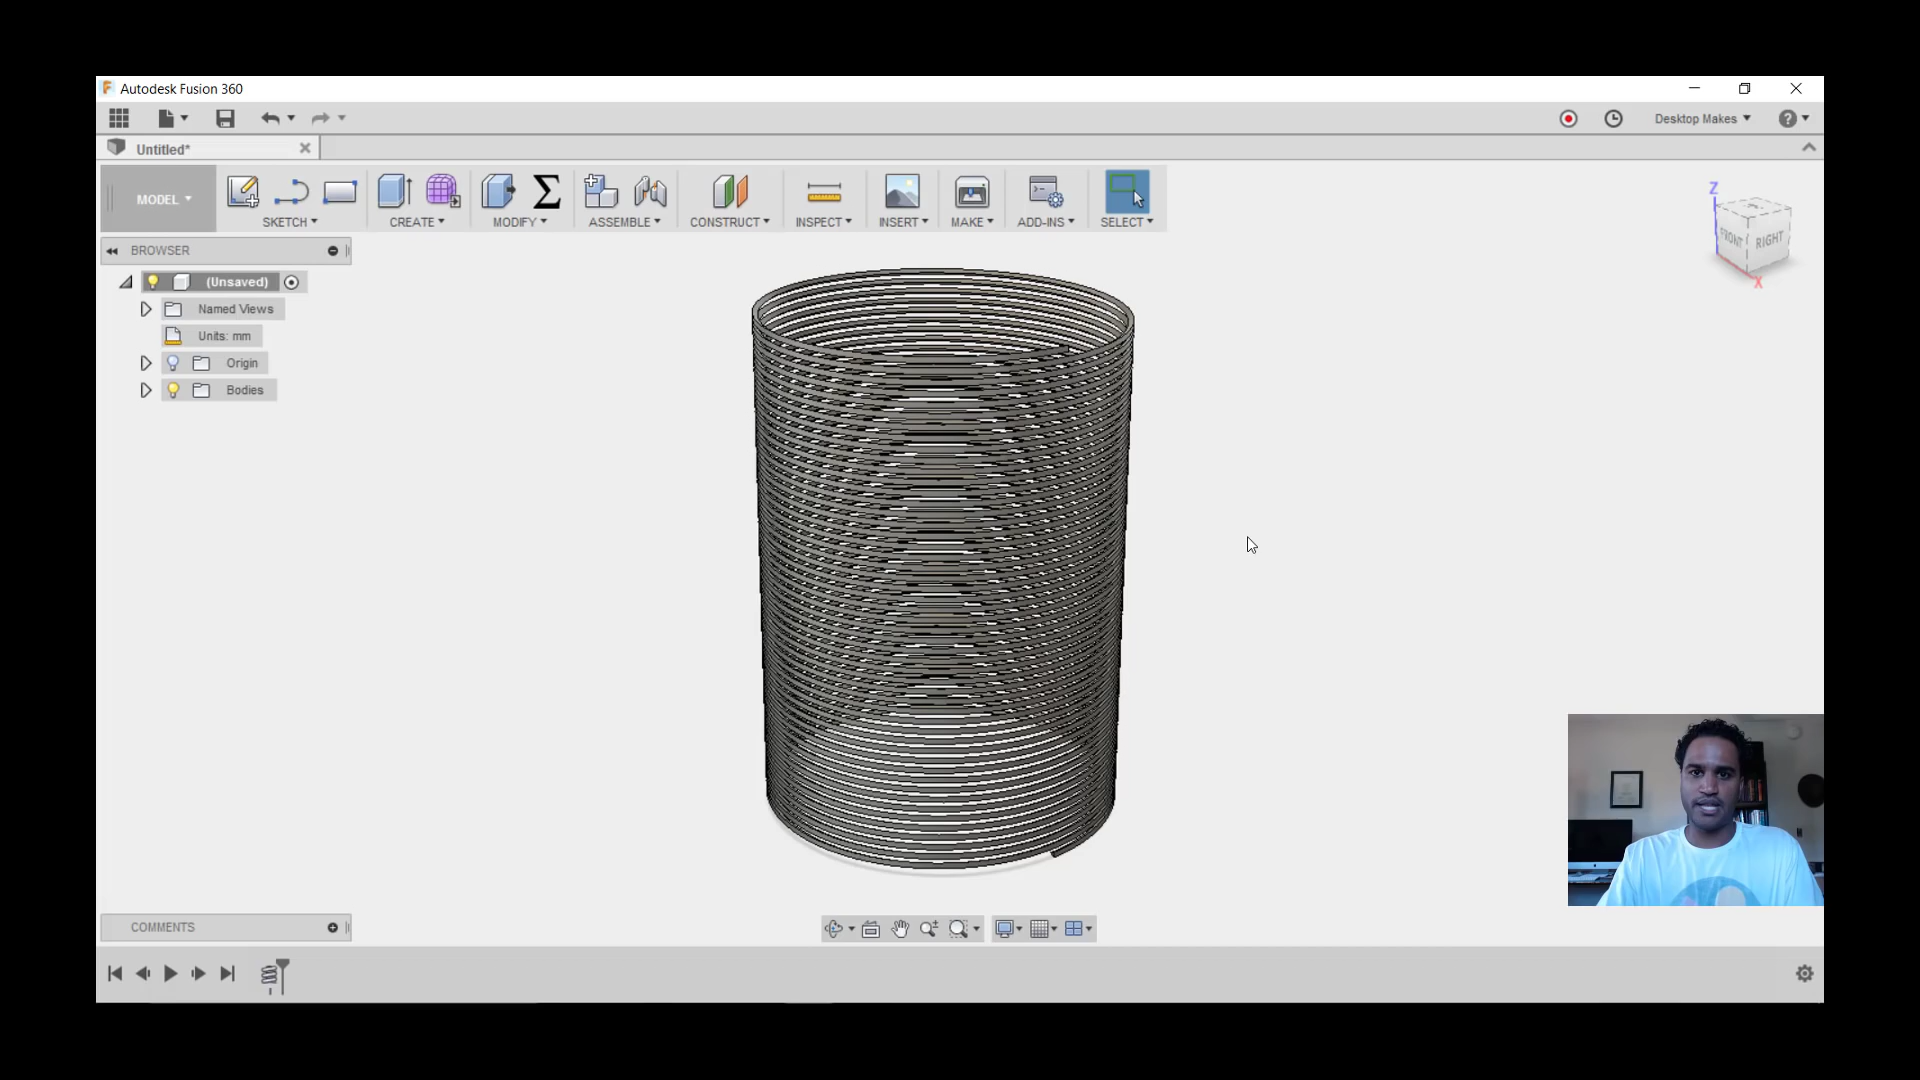 Autodesk Fusion 360
Desktop Makes
Untitled*
MODEL
SKETCH
CREATE
MODIFY
ASSEMBLE
CONSTRUCT
INSPECT
INSERT
MAKE
ADD-INS
SELECT
Z
FRONT
RIGHT
X
BROWSER
(Unsaved)
Named Views
Units: mm
Origin
Bodies
COMMENTS